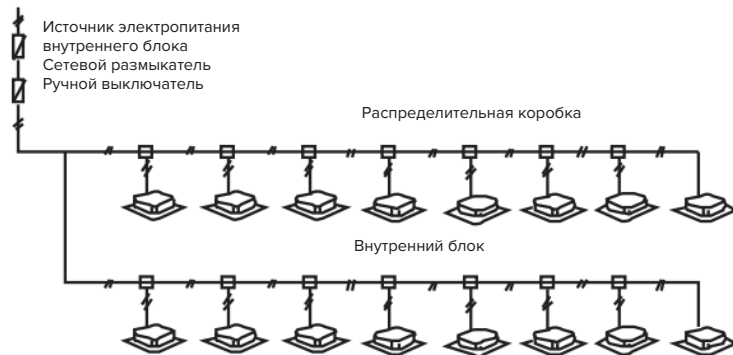 Источник электропитания
внутреннего блока
Сетевой размыкатель
Ручной выключатель
Распределительная коробка
Внутренний блок